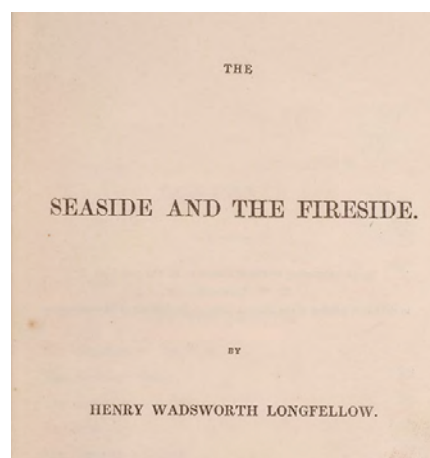 THE
SEASIDE AND THE FIRESIDE.
BY
HENRY WADSWORTH LONGFELLOW.